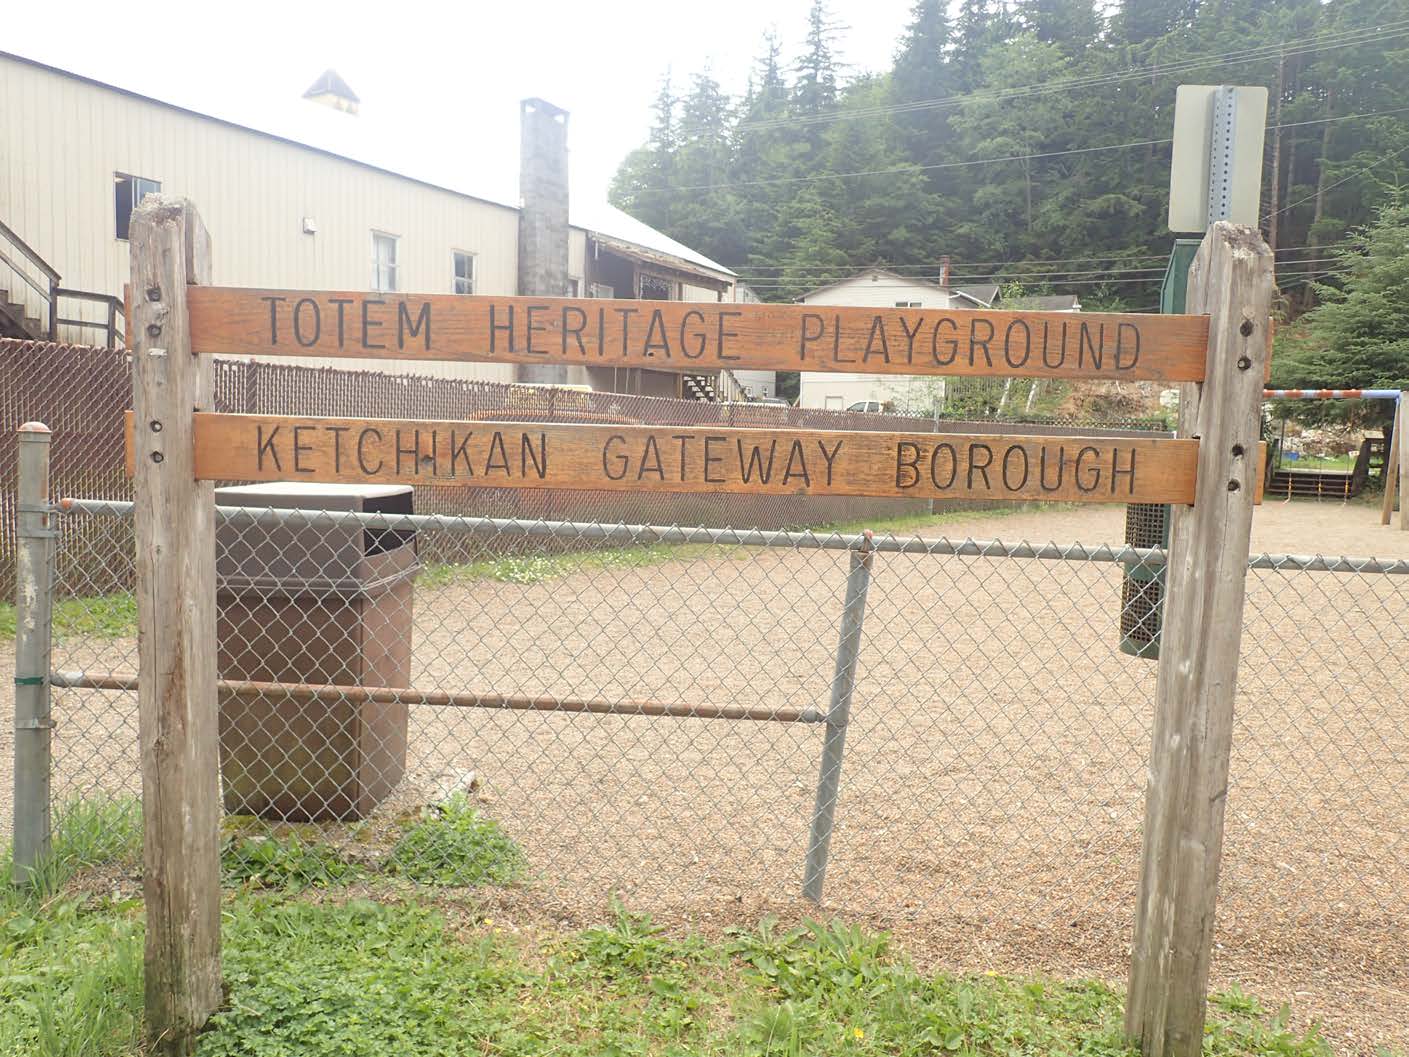 TOTEM HERITAGE PLAYGROUND
KETCHIKAN GATEWAY BOROUGH